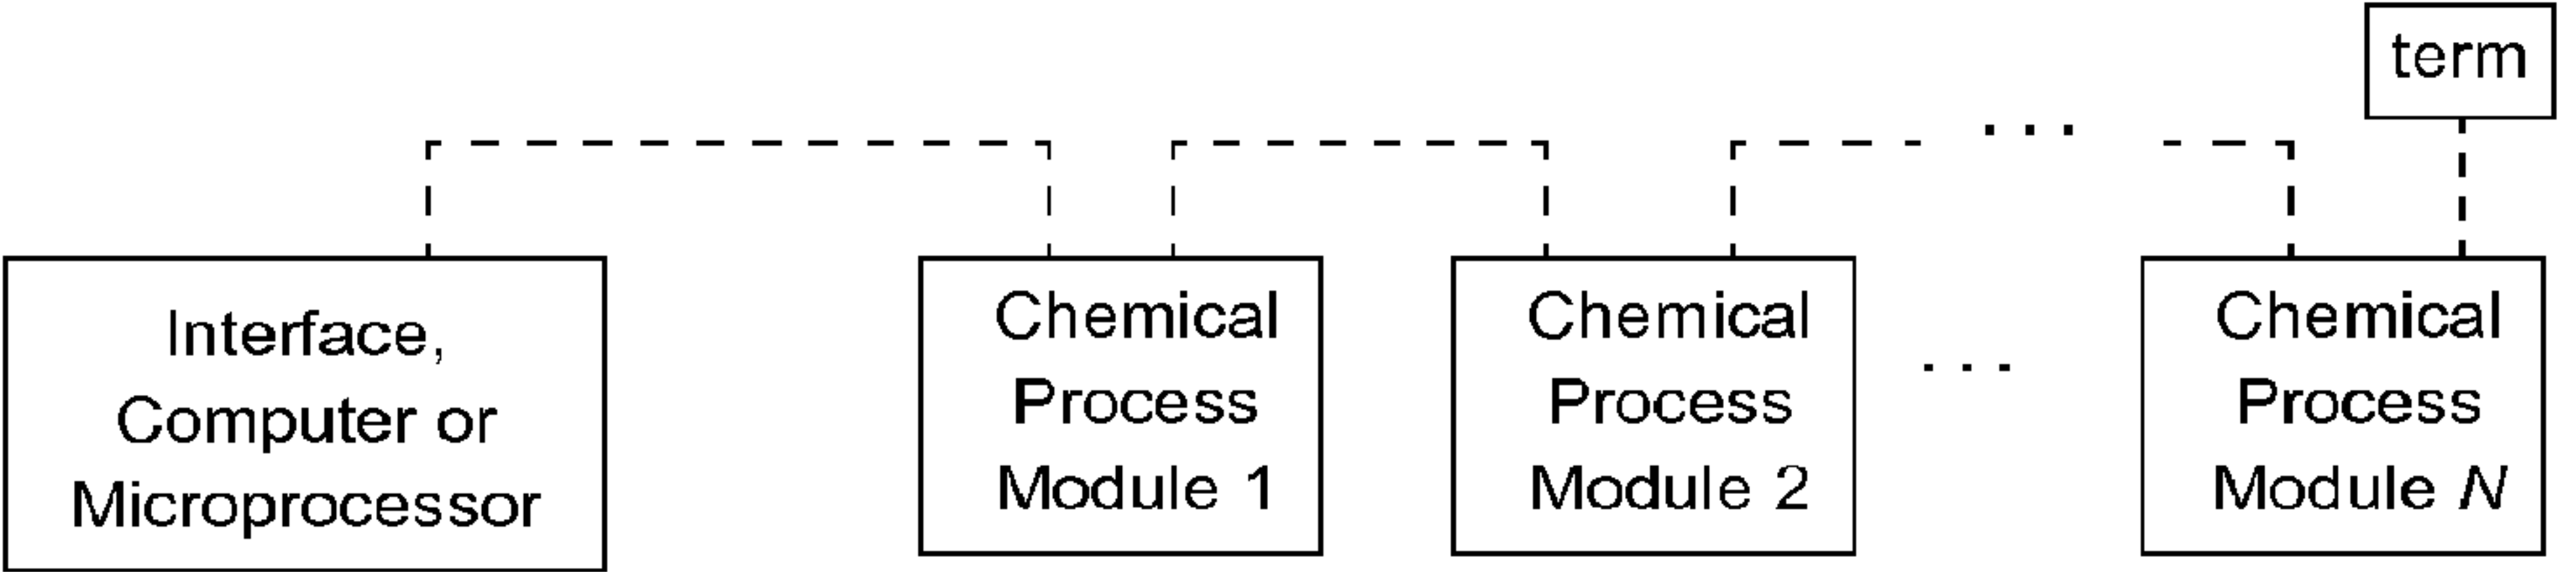 term
Interface,
Computer or
Microprocessor
Chemical
Process
Module 1
Chemical
Process
Module 2
Chemical
Process
Module N
. . .
. . .